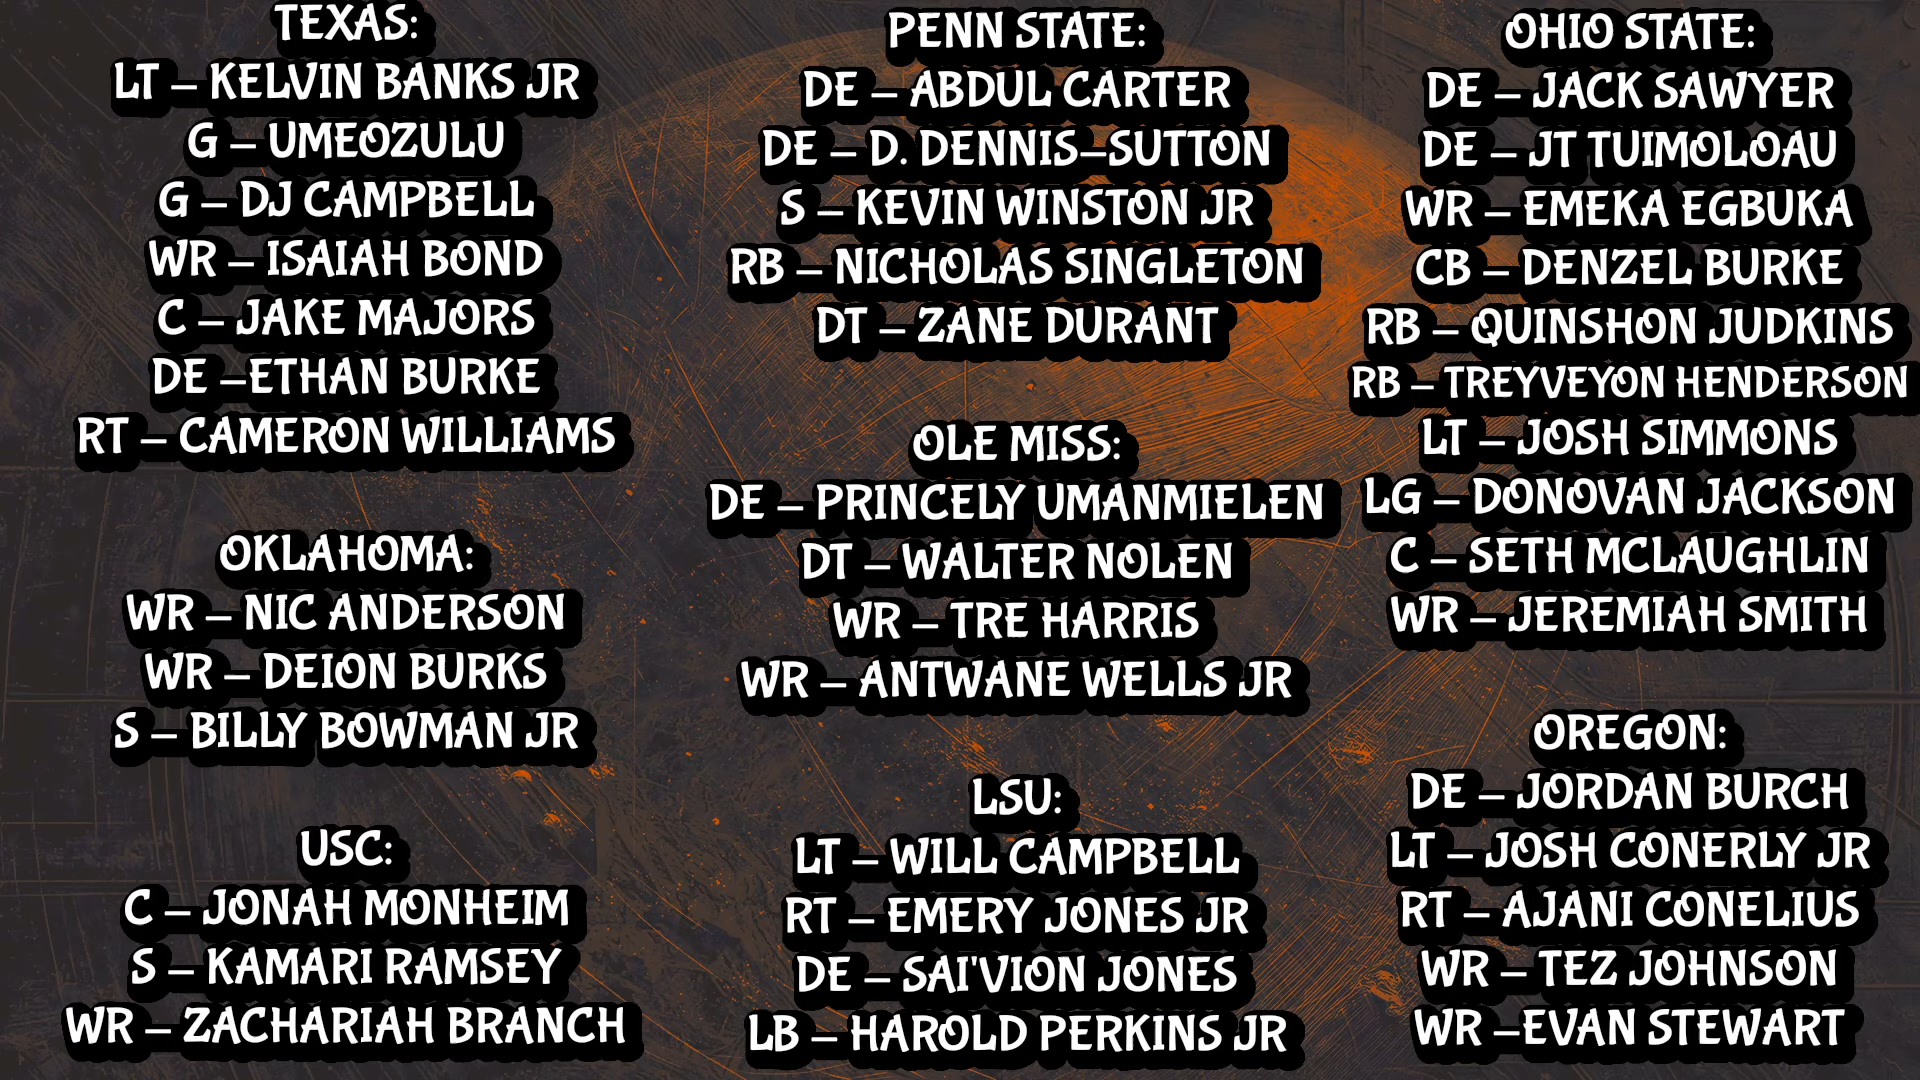 TEXAS:
LT – KELVIN BANKS JR
G – UMEOZULU
G – DJ CAMPBELL
WR – ISAIAH BOND
C – JAKE MAJORS
DE –ETHAN BURKE
RT – CAMERON WILLIAMS
OKLAHOMA:
WR – NIC ANDERSON
WR – DEION BURKS
S – BILLY BOWMAN JR
USC:
C – JONAH MONHEIM
S – KAMARI RAMSEY
WR – ZACHARIAH BRANCH
PENN STATE:
DE – ABDUL CARTER
DE – D. DENNIS–SUTTON
S – KEVIN WINSTON JR
RB – NICHOLAS SINGLETON
DT – ZANE DURANT
OLE MISS:
DE – PRINCELY UMANMIELEN
DT – WALTER NOLEN
WR – TRE HARRIS
WR – ANTWANE WELLS JR
LSU:
LT – WILL CAMPBELL
RT – EMERY JONES JR
DE – SAI'VION JONES
LB – HAROLD PERKINS JR
OHIO STATE:
DE – JACK SAWYER
DE – JT TUIMOLOAU
WR – EMEKA EGBUKA
CB – DENZEL BURKE
RB – QUINSHON JUDKINS
RB – TREYVEYON HENDERSON
LT – JOSH SIMMONS
LG – DONOVAN JACKSON
C – SETH MCLAUGHLIN
WR – JEREMIAH SMITH
OREGON:
DE – JORDAN BURCH
LT – JOSH CONERLY JR
RT – AJANI CONELIUS
WR – TEZ JOHNSON
WR –EVAN STEWART